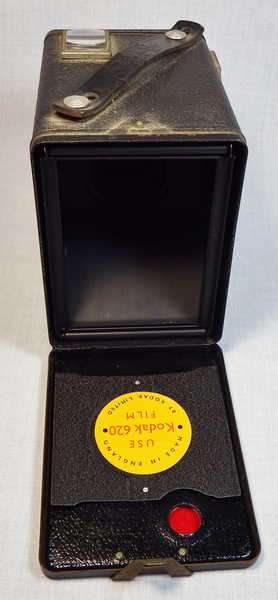 USE
Kodak 620
FILM
MADE IN ENGLAND
BY KODAK LIMITED